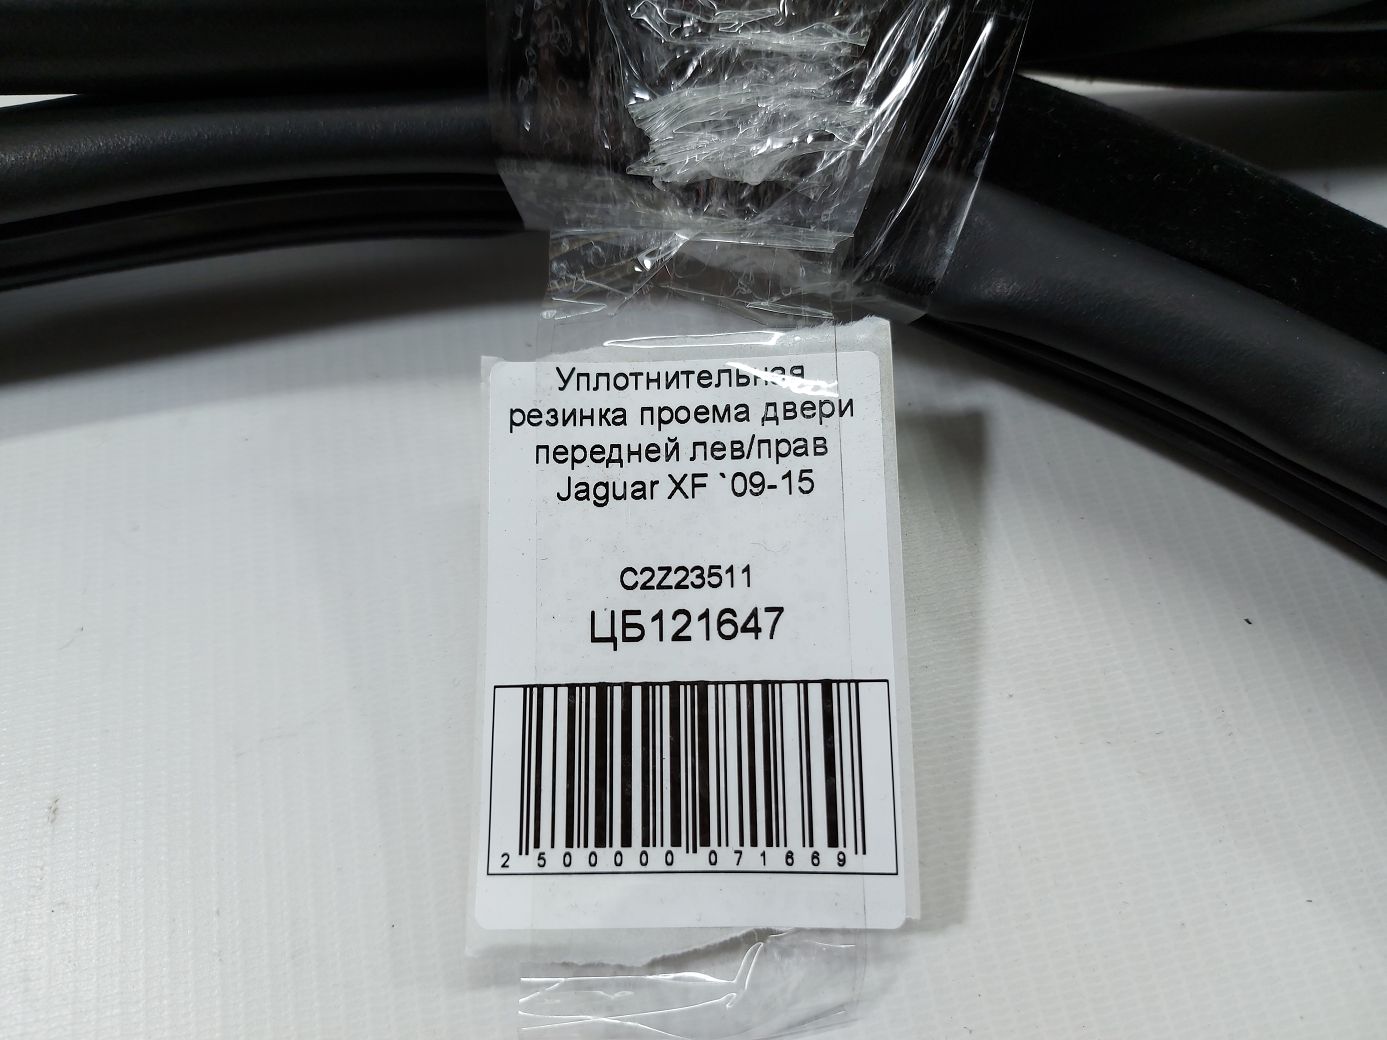 Уплотнительная
резинка проема двери
передней лев/прав
Jaguar XF `09-15
C2Z23511
ЦБ121647
2 500000 071669